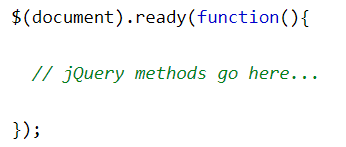 $(document).ready(function(){
// jQuery methods go here...
});